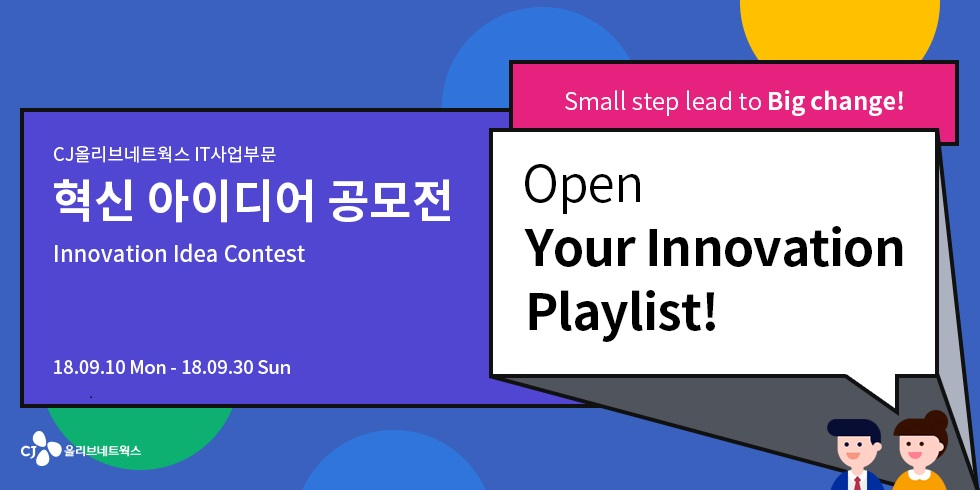 Small step lead to Big change!
CJ올리브네트웍스 IT사업부문
혁신 아이디어 공모전
Innovation Idea Contest
18.09.10 Mon - 18.09.30 Sun
Open
Your Innovation
Playlist!
CJ 올리브네트웍스